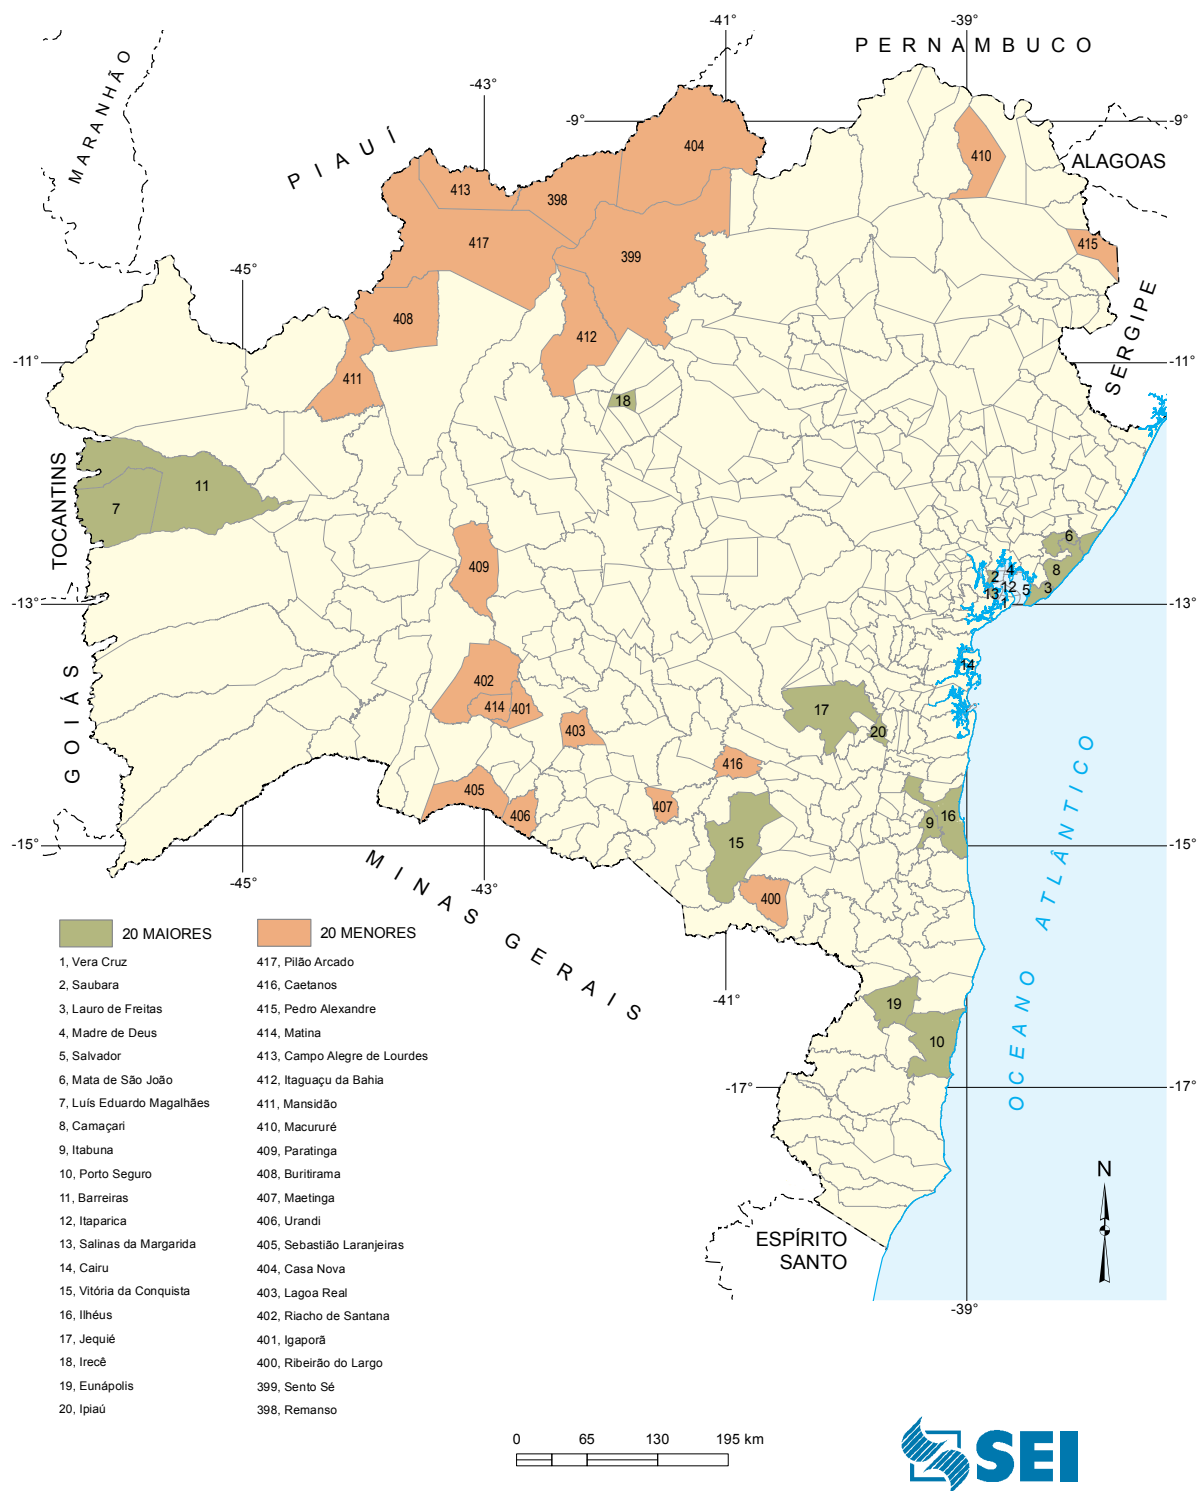 -41°
-39°
PERNAMBUCO
MARANHÃO
-43°
-9°
-9°
PIAUÍ
404
410
ALAGOAS
413
398
417
415
399
-45°
SERGIPE
408
412
-11°
-11°
411
18
TOCANTINS
11
7
6
409
4
8
2
12
5
3
13
1
-13°
-13°
14
GOIÁS
402
414
401
17
403
20
416
OCEANO ATLÂNTICO
405
407
406
16
9
15
-15°
-15°
-45°
-43°
MINAS GERAIS
400
-41°
19
10
-17°
-17°
N
ESPÍRITO
SANTO
-39°
20 MAIORES
1, Vera Cruz
2, Saubara
3, Lauro de Freitas
4, Madre de Deus
5, Salvador
6, Mata de São João
7, Luís Eduardo Magalhães
8, Camaçari
9, Itabuna
10, Porto Seguro
11, Barreiras
12, Itaparica
13, Salinas da Margarida
14, Cairu
15, Vitória da Conquista
16, Ilhéus
17, Jequié
18, Irecê
19, Eunápolis
20, Ipiaú
20 MENORES
417, Pilão Arcado
416, Caetanos
415, Pedro Alexandre
414, Matina
413, Campo Alegre de Lourdes
412, Itaguaçu da Bahia
411, Mansidão
410, Macururé
409, Paratinga
408, Buritirama
407, Maetinga
406, Urandi
405, Sebastião Laranjeiras
404, Casa Nova
403, Lagoa Real
402, Riacho de Santana
401, Igaporã
400, Ribeirão do Largo
399, Sento Sé
398, Remanso
0 65 130 195 km
SEI